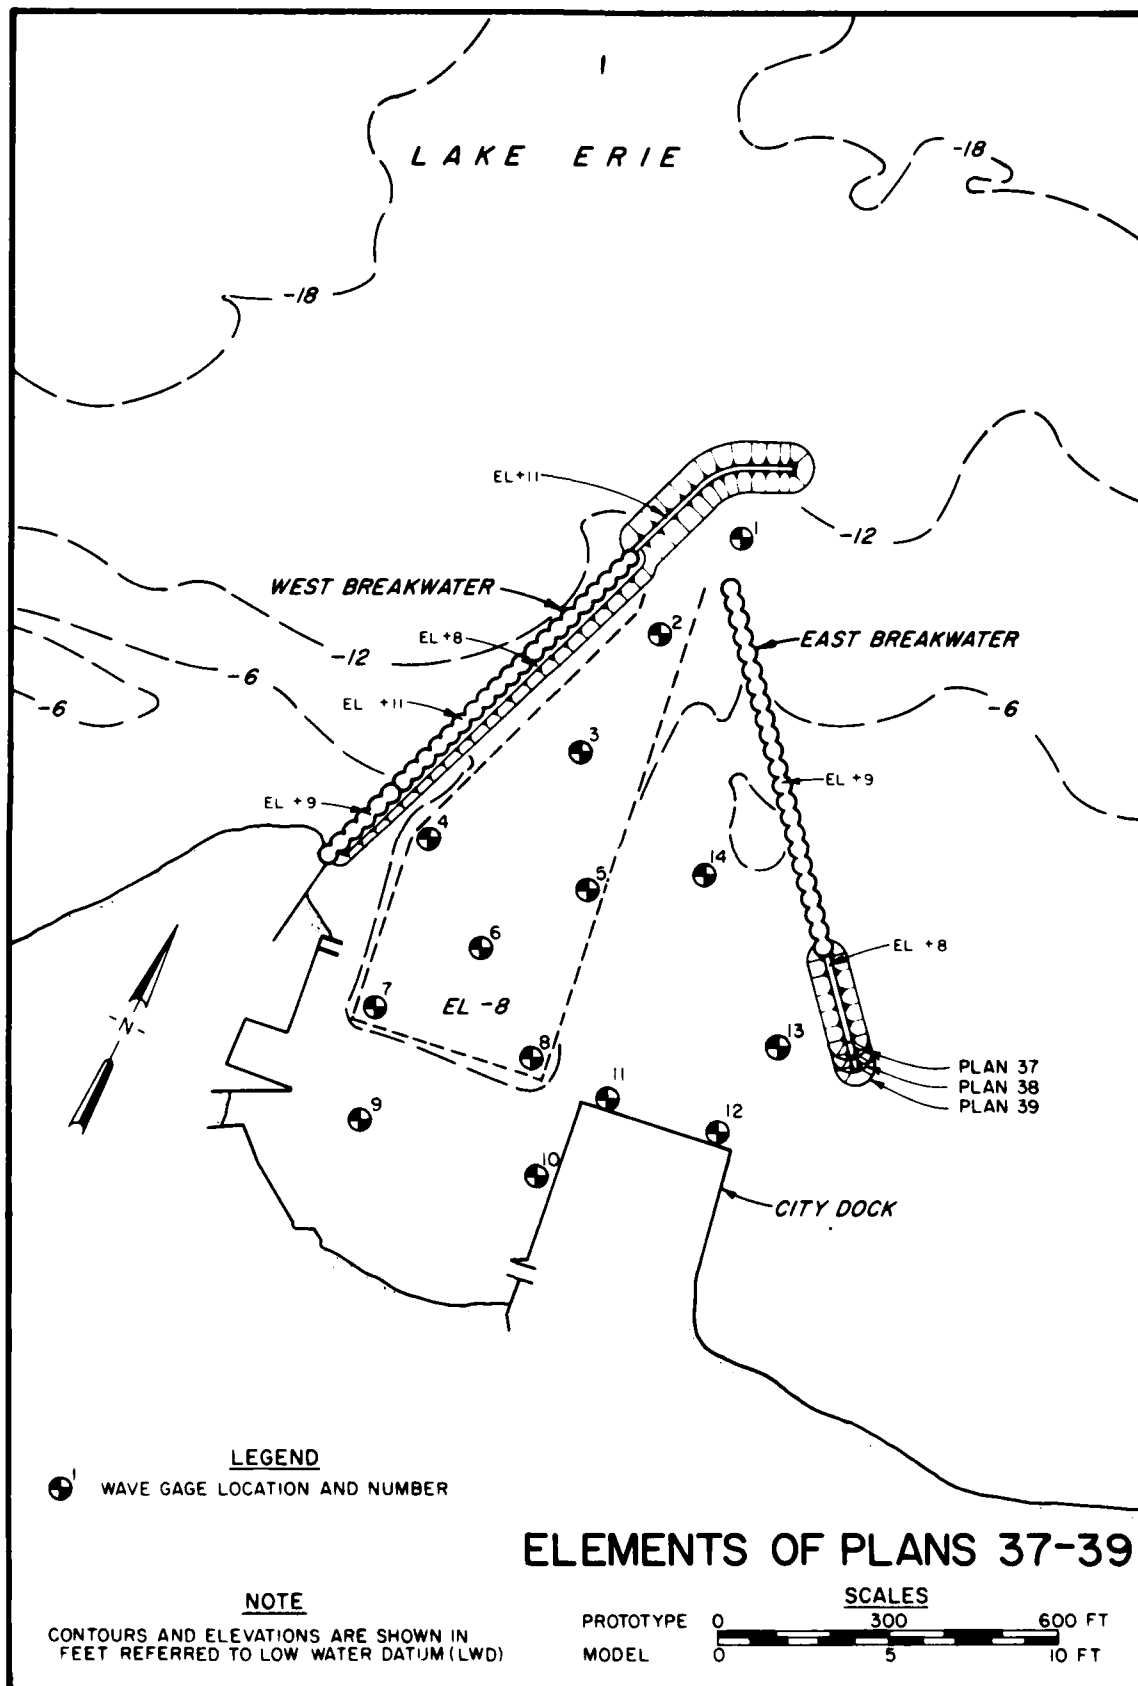 LAKE ERIE
-18
-18
EL +11
-12
1
WEST BREAKWATER
2
EAST BREAKWATER
EL +8
-12
-6
-6
EL +11
-6
3
EL +9
EL +9
4
14
5
6
EL +8
7
EL -8
-N-
8
13
PLAN 37
PLAN 38
PLAN 39
11
9
12
10
CITY DOCK
LEGEND
1 WAVE GAGE LOCATION AND NUMBER
ELEMENTS OF PLANS 37-39
NOTE
CONTOURS AND ELEVATIONS ARE SHOWN IN
FEET REFERRED TO LOW WATER DATUM (LWD)
SCALES
PROTOTYPE 0 300 600 FT
MODEL 0 5 10 FT